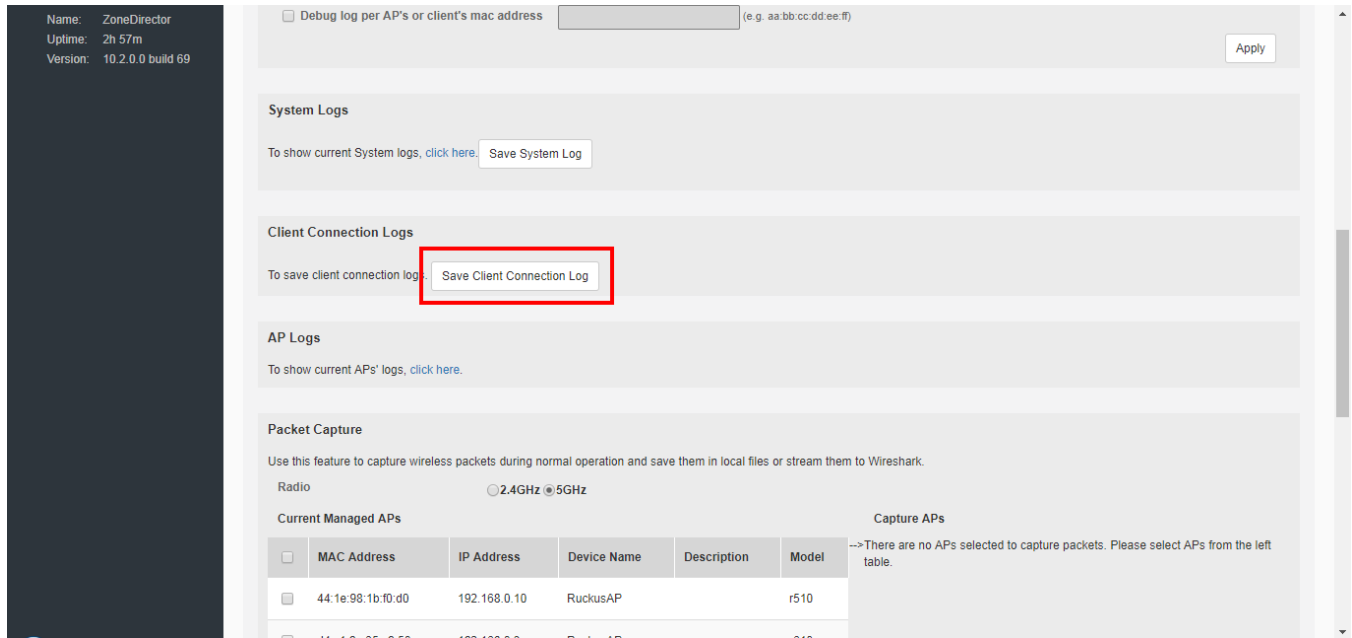 Name: ZoneDirector
Uptime: 2h 57m
Version: 10.2.0.0 build 69
Debug log per AP's or client's mac address (e.g. aa:bb:cc:dd:ee:ff)
Apply
System Logs
To show current System logs, click here. Save System Log
Client Connection Logs
To save client connection logs. Save Client Connection Log
AP Logs
To show current APs' logs, click here.
Packet Capture
Use this feature to capture wireless packets during normal operation and save them in local files or stream them to Wireshark.
Radio 2.4GHz 5GHz
Current Managed APs Capture APs
MAC Address IP Address Device Name Description Model
-->There are no APs selected to capture packets. Please select APs from the left
table.
44:1e:98:1b:f0:d0 192.168.0.10 RuckusAP r510